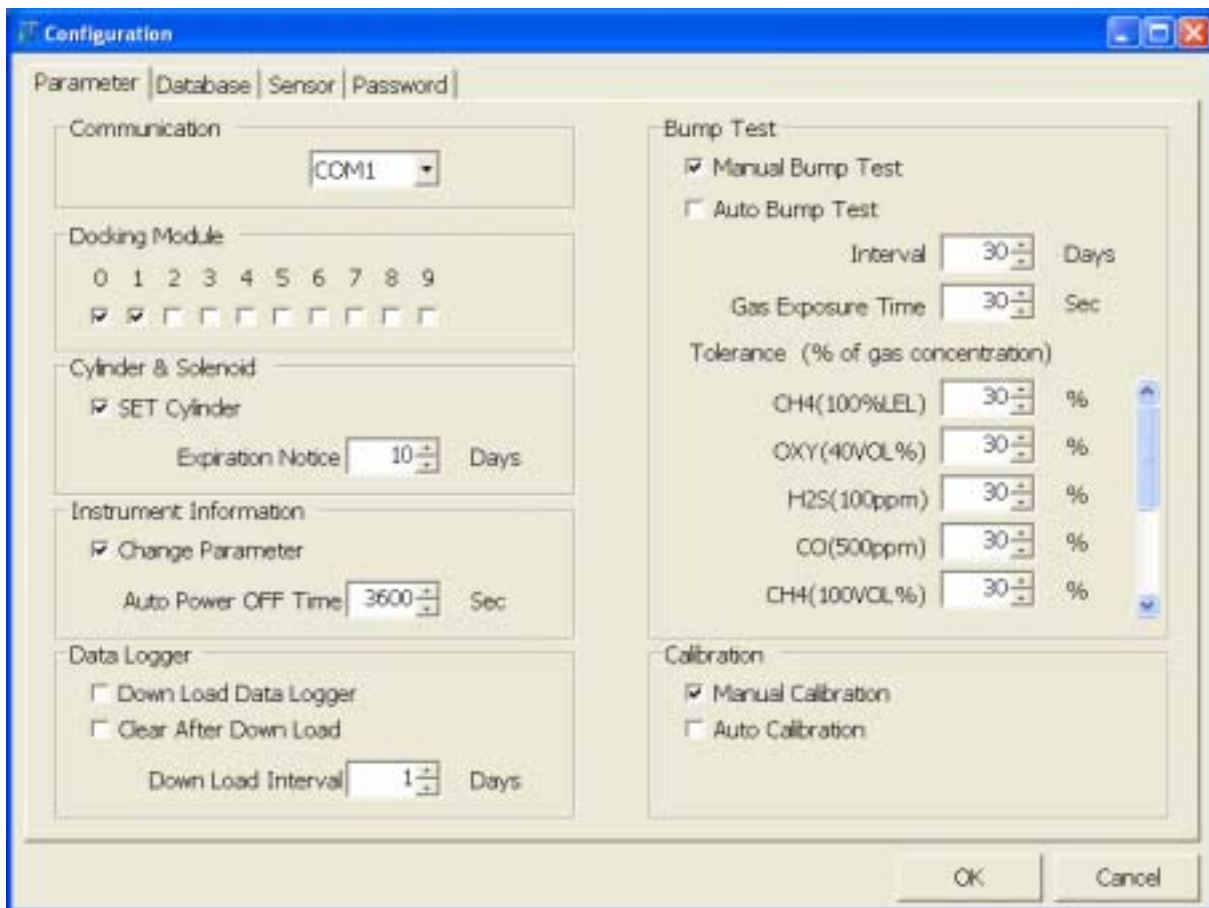 Configuration
Parameter Database Sensor Password
Communication
COM1
Docking Module
0 1 2 3 4 5 6 7 8 9
Cylinder & Solenoid
SET Cylinder
Expiration Notice 10 Days
Instrument Information
Change Parameter
Auto Power OFF Time 3600 Sec
Data Logger
Down Load Data Logger
Clear After Down Load
Down Load Interval 1 Days
Bump Test
Manual Bump Test
Auto Bump Test
Interval 30 Days
Gas Exposure Time 30 Sec
Tolerance (% of gas concentration)
CH4(100%LEL) 30 %
OXY(40VOL%) 30 %
H2S(100ppm) 30 %
CO(500ppm) 30 %
CH4(100VOL%) 30 %
Calibration
Manual Calibration
Auto Calibration
OK Cancel